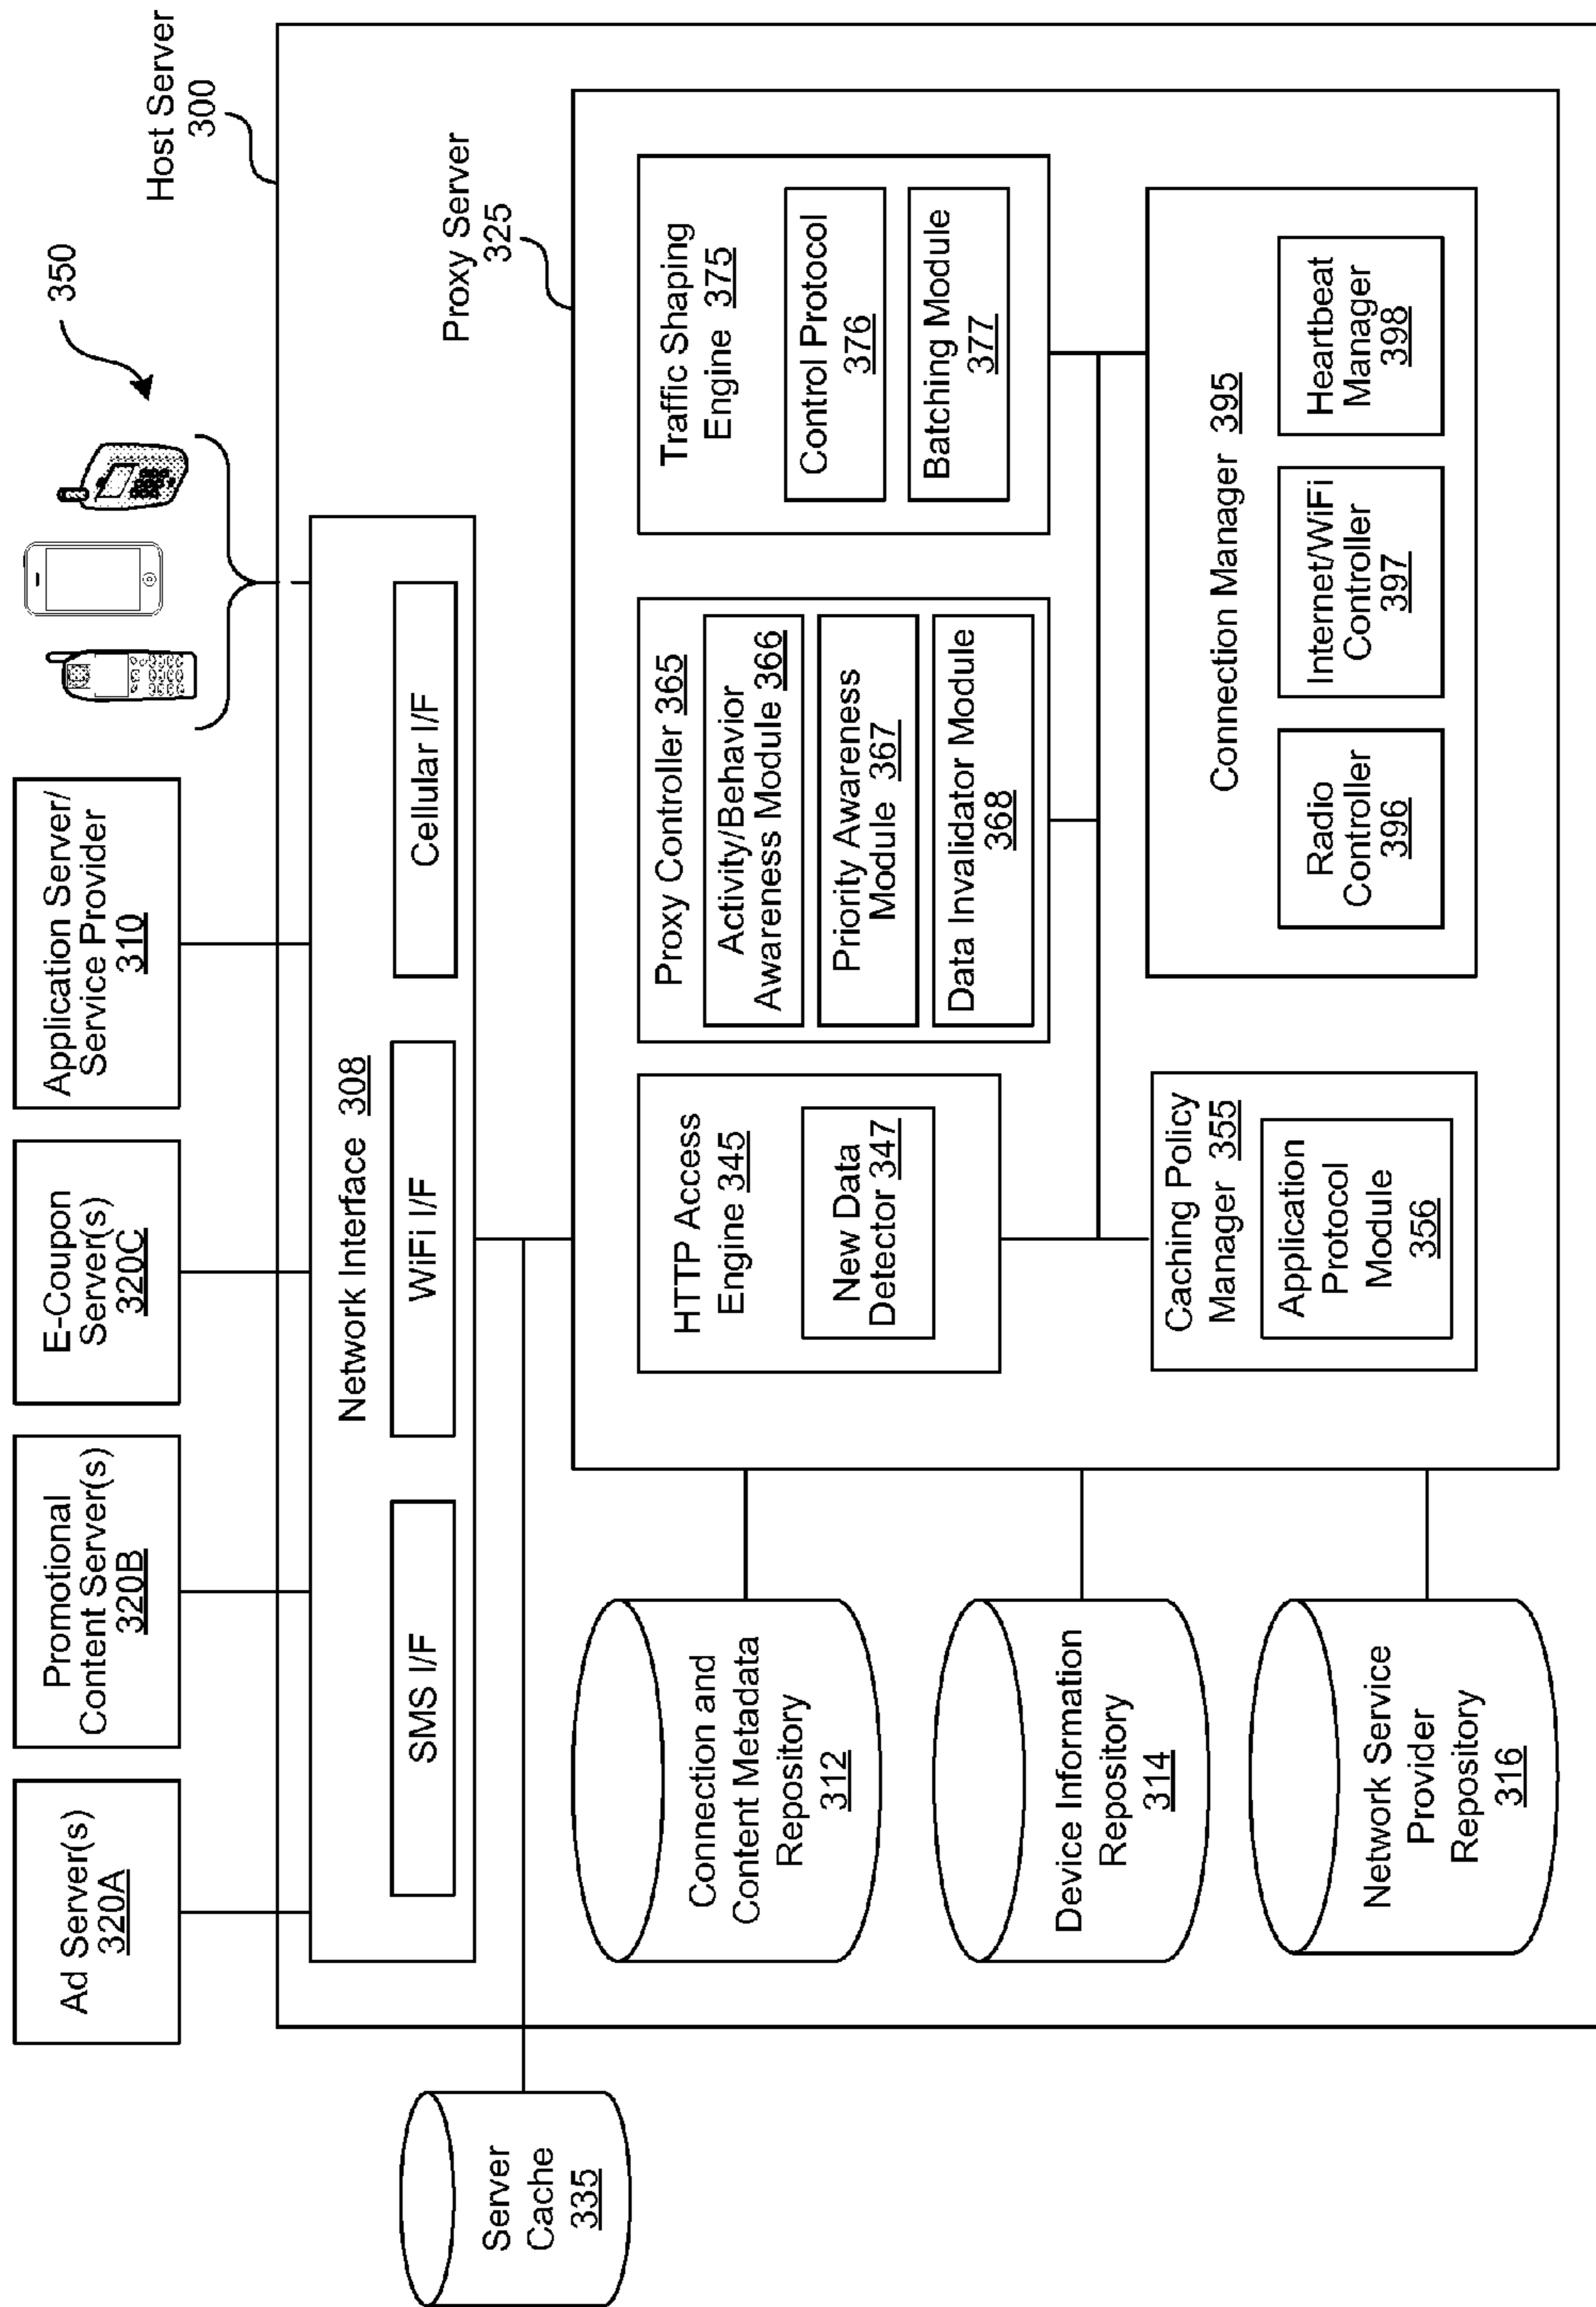 Ad Server(s)
320A
Promotional
Content Server(s)
320B
E-Coupon
Server(s)
320C
Application Server/
Service Provider
310
350
Host Server
300
Network Interface 308
SMS I/F
WiFi I/F
Cellular I/F
Server
Cache
335
Proxy Server
325
Connection and
Content Metadata
Repository
312
Device Information
Repository
314
Network Service
Provider
Repository
316
HTTP Access
Engine 345
New Data
Detector 347
Proxy Controller 365
Activity/Behavior
Awareness Module 366
Priority Awareness
Module 367
Data Invalidator Module
368
Traffic Shaping
Engine 375
Control Protocol
376
Batching Module
377
Caching Policy
Manager 355
Application
Protocol
Module
356
Connection Manager 395
Radio
Controller
396
Internet/WiFi
Controller
397
Heartbeat
Manager
398